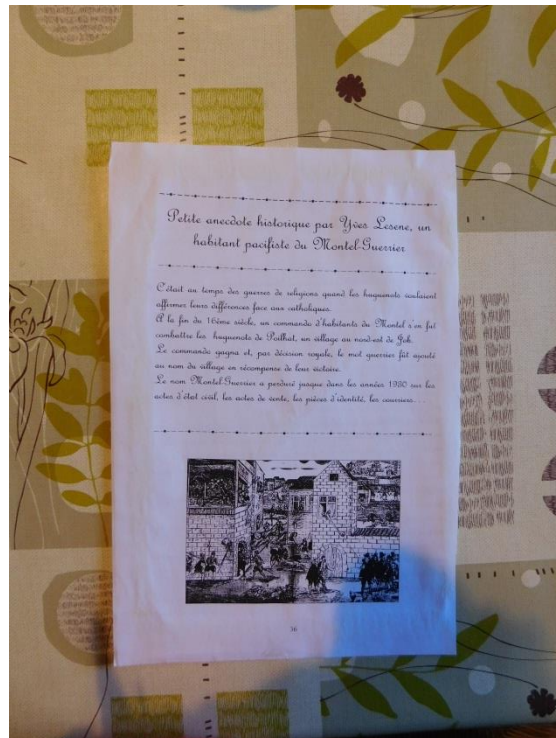 Petite anecdote historique par Yves Lesene, un
habitant pacifiste du Montel-Guerrier
C'était au temps des guerres de religions quand les huguenots voulaient
affirmer leurs différences face aux catholiques.
A la fin du 16ème siècle, un commando d'habitants du Montel s'en fut
combattre les huguenots de Poilhat, un village au nord-est de
Le commando gagna et, par décision royale, le mot guerrier fût ajouté
au nom du village en récompense de leur victoire.
Le nom Montel-Guerrier a perduré jusque dans les années 1930 sur les
actes d'état civil, les actes de vente, les pièces d'identité, les courriers...
36